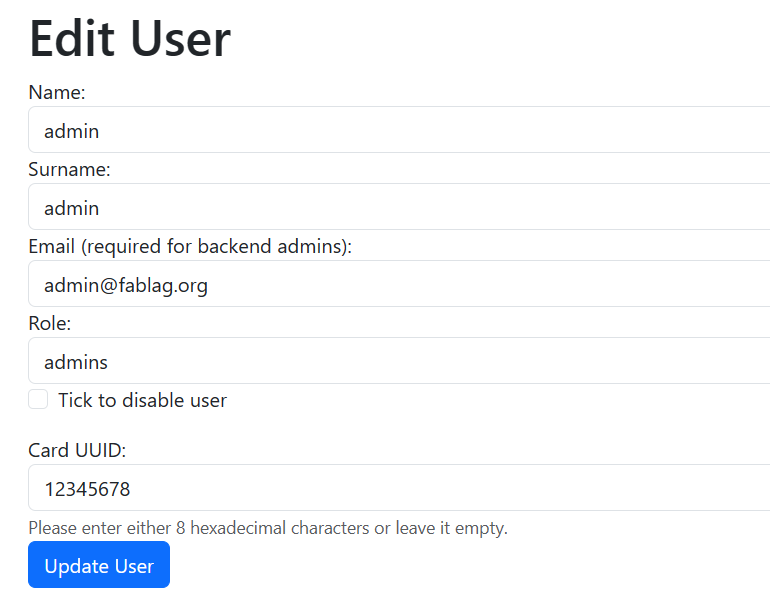 Edit User
Name:
admin
Surname:
admin
Email (required for backend admins):
admin@fablag.org
Role:
admins
Tick to disable user
Card UUID:
12345678
Please enter either 8 hexadecimal characters or leave it empty.
Update User